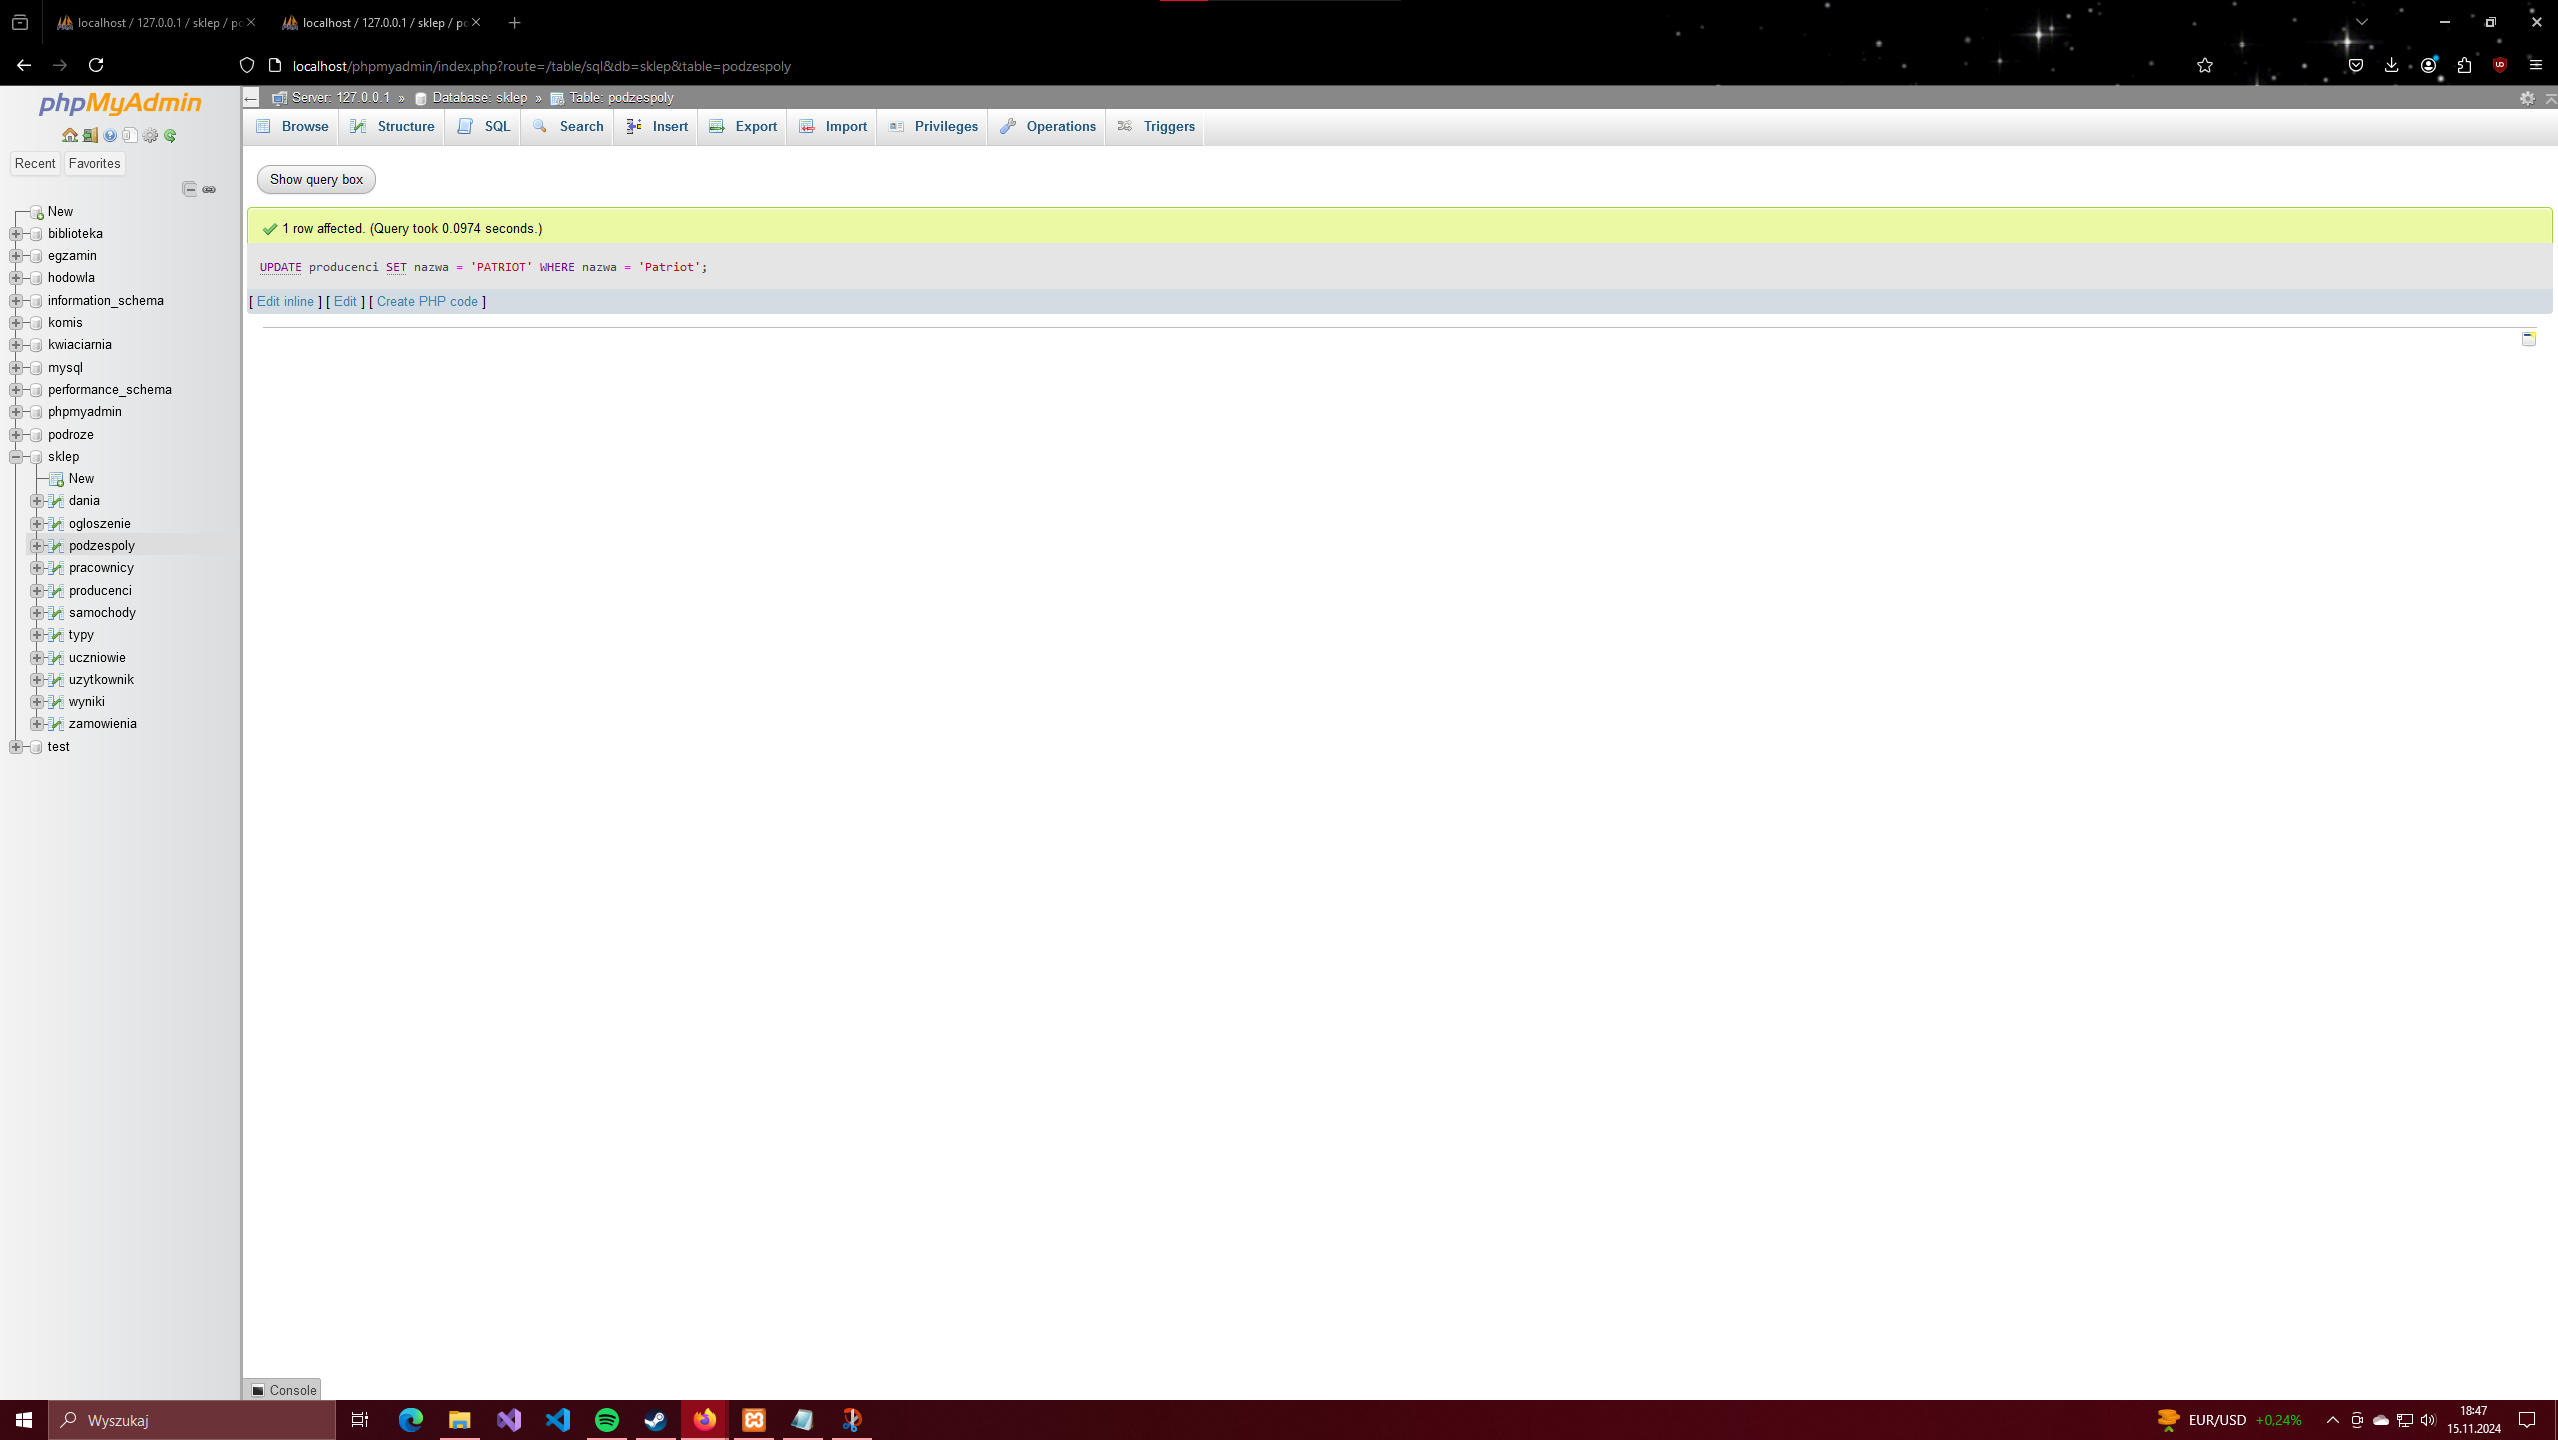 localhost / 127.0.0.1 / sklep / po
localhost / 127.0.0.1 / sklep / po
localhost/phpmyadmin/index.php?route=/table/sql&db=sklep&table=podzespoly
phpMyAdmin
Recent Favorites
New
biblioteka
egzamin
hodowla
information_schema
komis
kwiaciarnia
mysql
performance_schema
phpmyadmin
podroze
sklep
New
dania
ogloszenie
podzespoly
pracownicy
producenci
samochody
typy
uczniowie
uzytkownik
wyniki
zamowienia
test
Server: 127.0.0.1 » Database: sklep » Table: podzespoly
Browse Structure SQL Search Insert Export Import Privileges Operations Triggers
Show query box
1 row affected. (Query took 0.0974 seconds.)
UPDATE producenci SET nazwa = 'PATRIOT' WHERE nazwa = 'Patriot';
[ Edit inline ] [ Edit ] [ Create PHP code ]
Console
Wyszukaj
EUR/USD +0,24%
18:47
15.11.2024